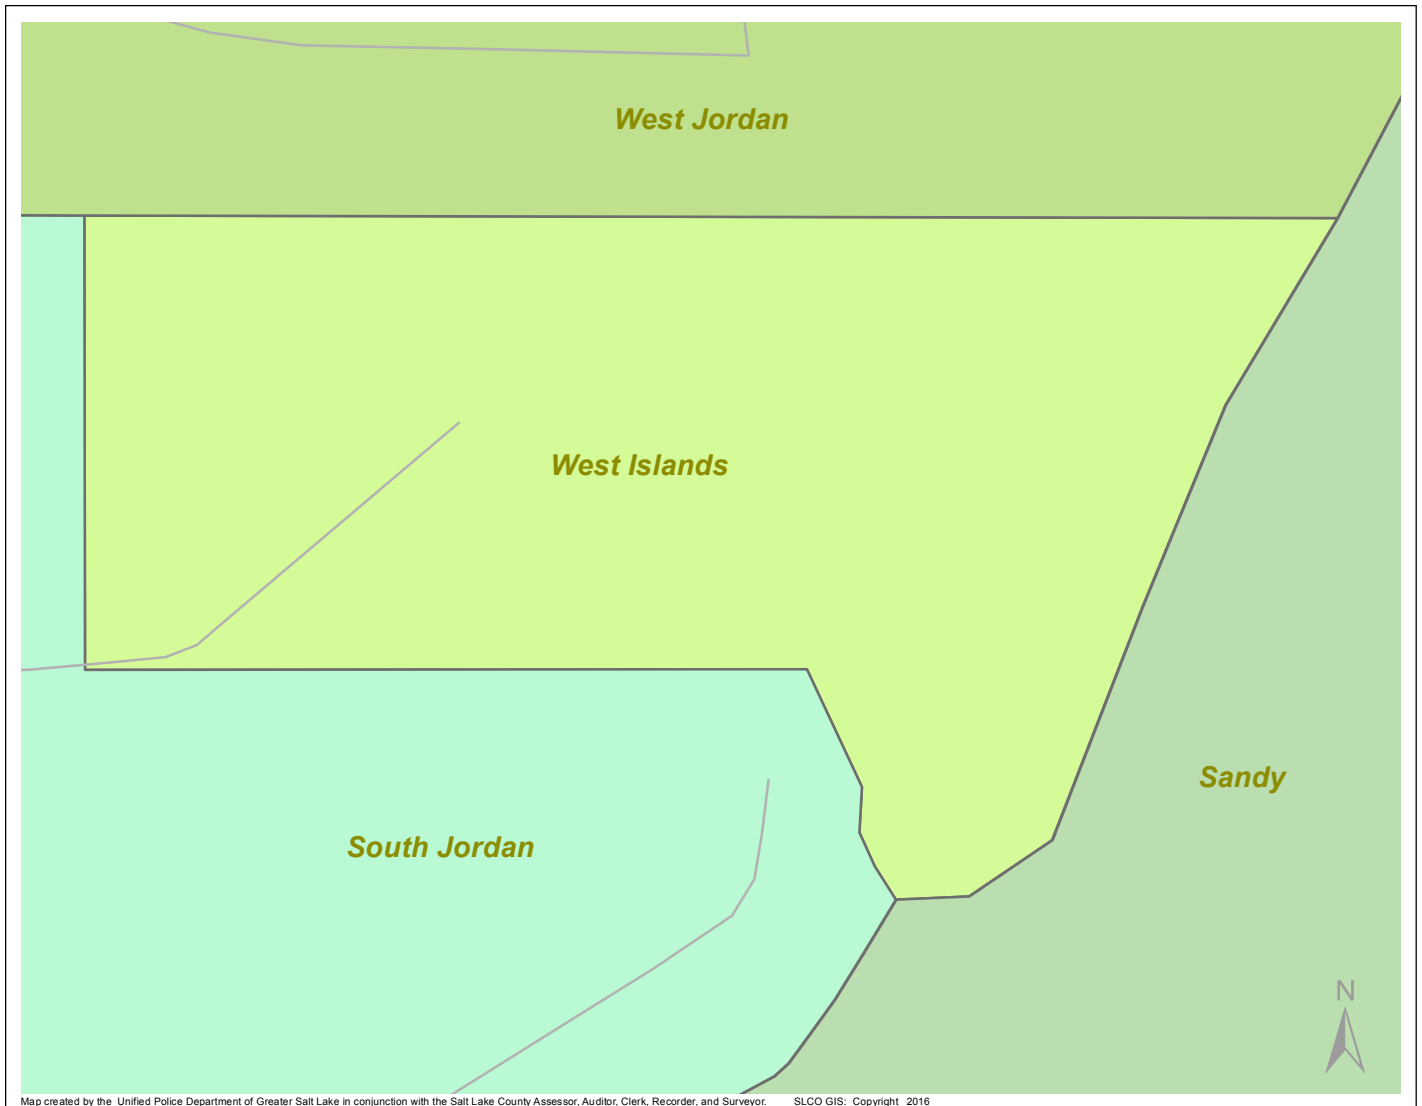 West Jordan
West Islands
Sandy
South Jordan
N
Map created by the Unified Police Department of Greater Salt Lake in conjunction with the Salt Lake County Assessor, Auditor, Clerk, Recorder, and Surveyor. SLCO GIS: Copyright 2016